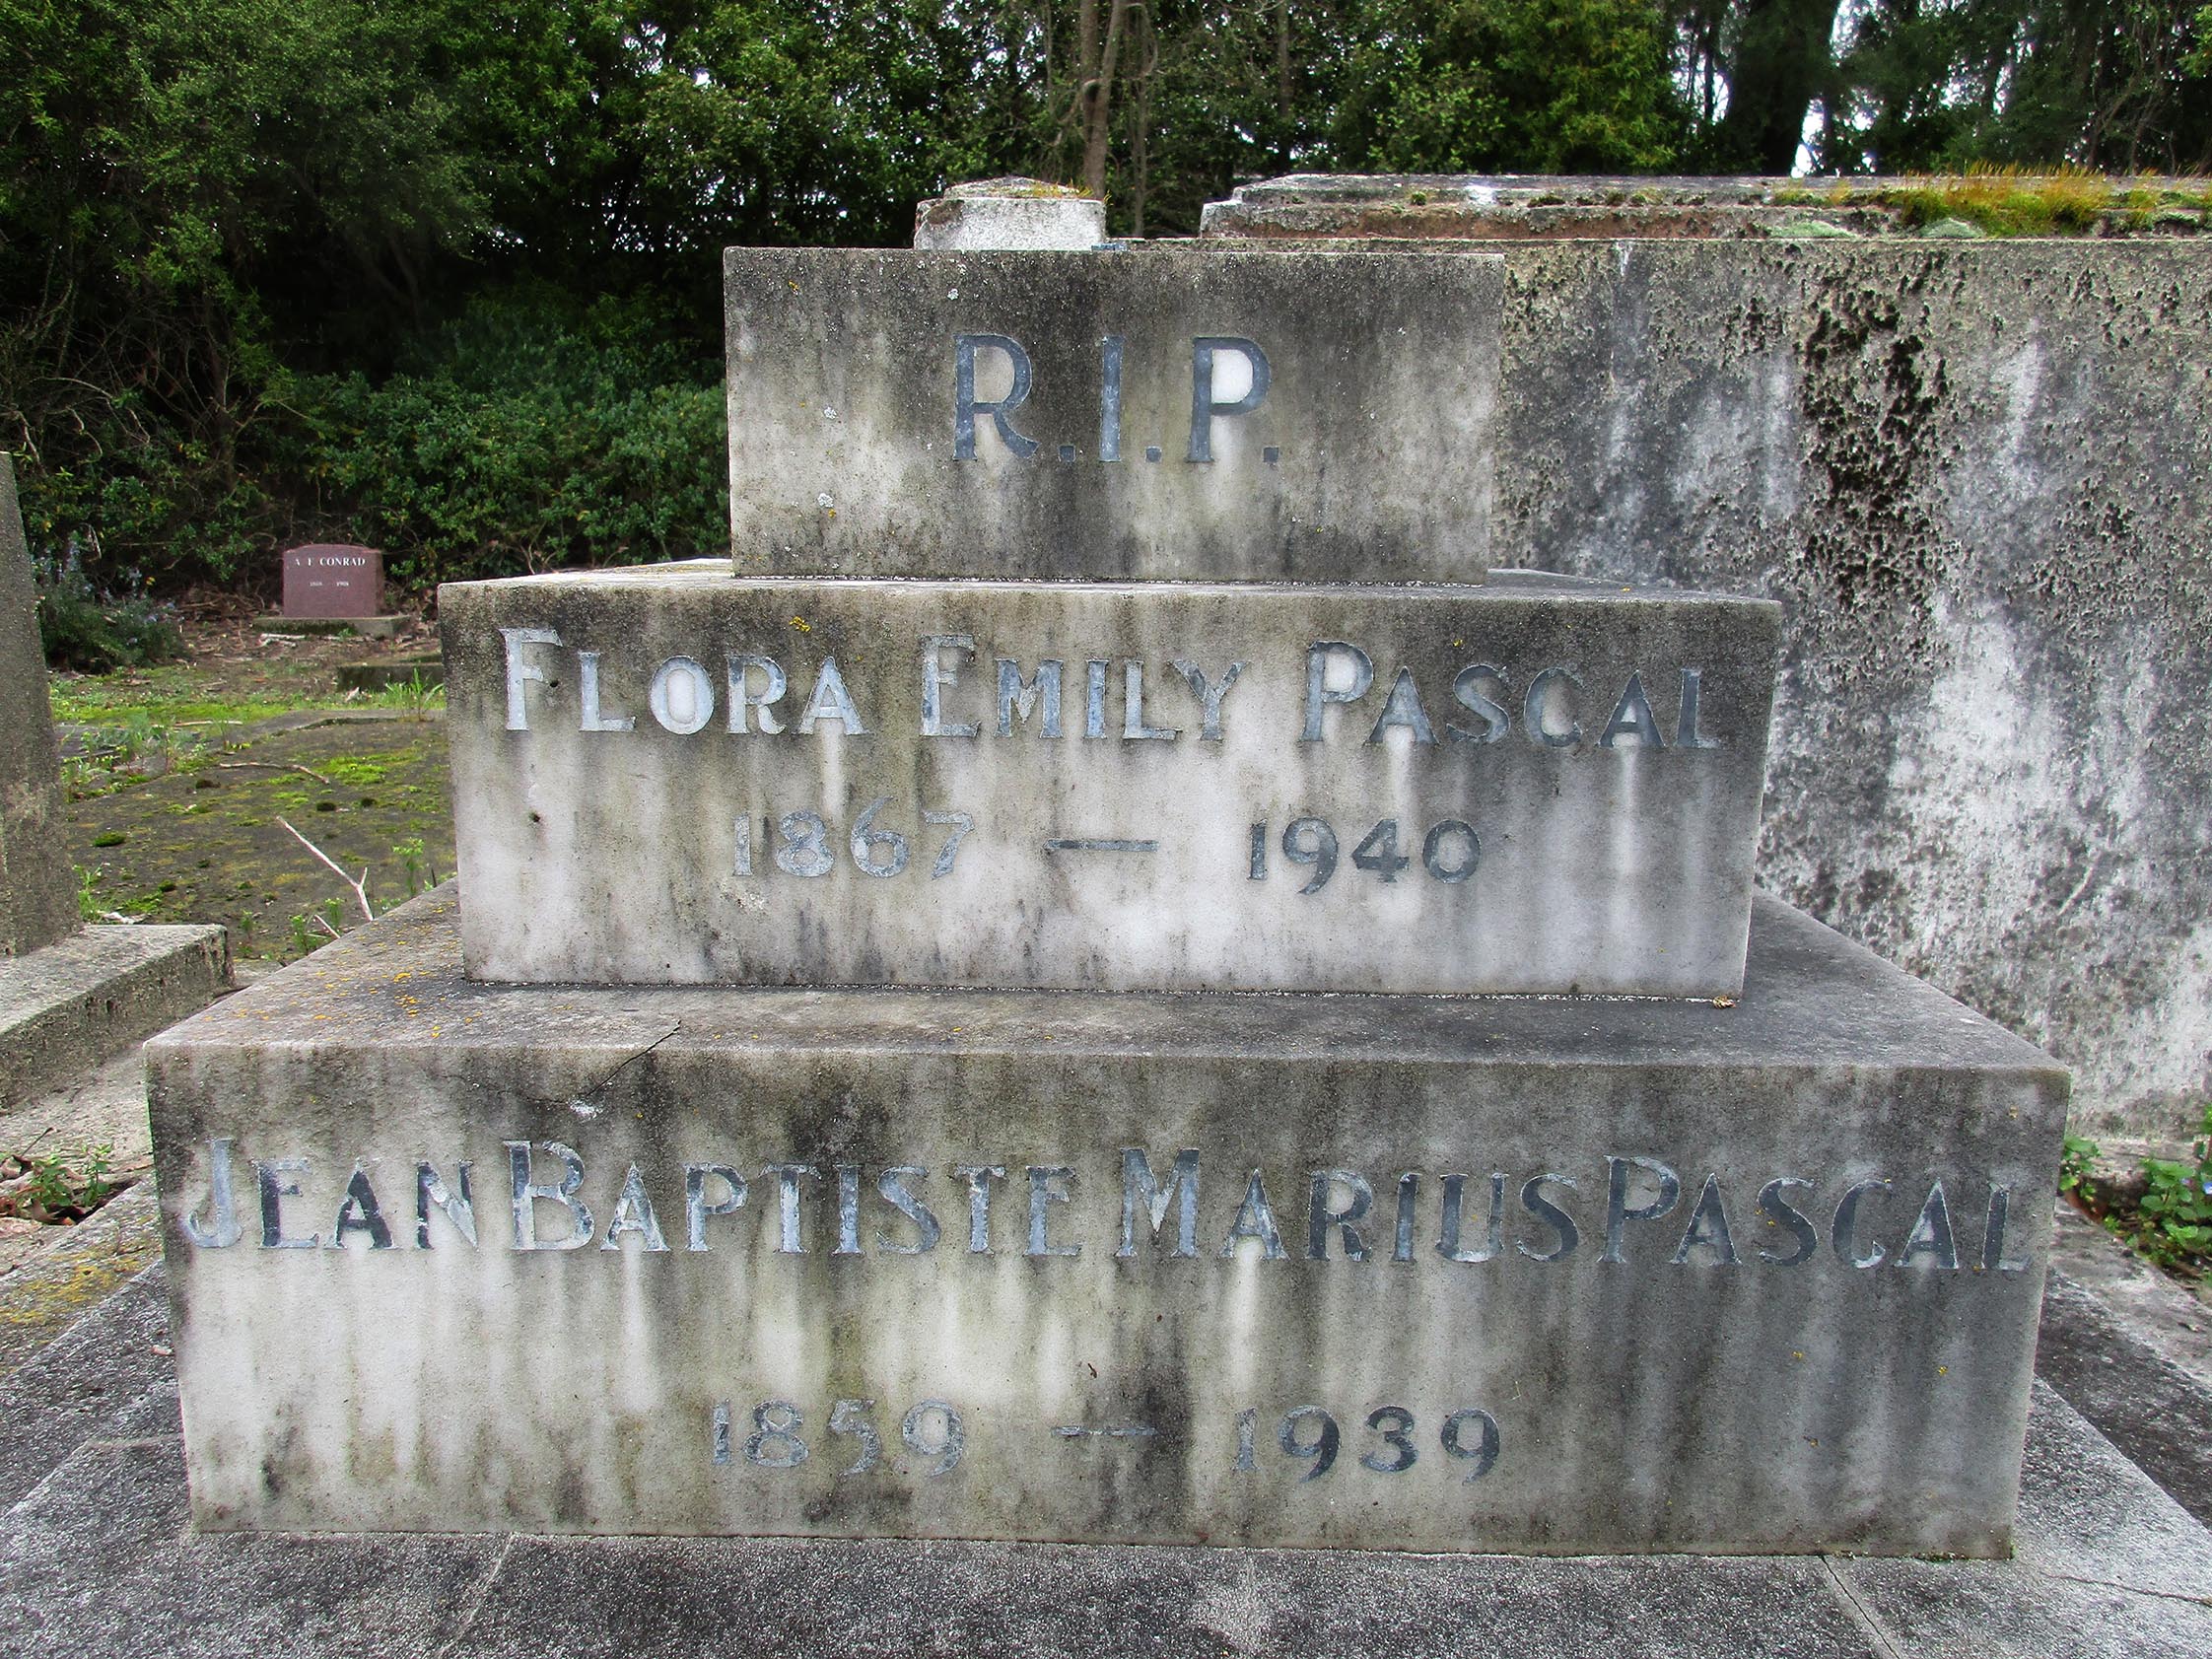 R.I.P.
FLORA EMILY PASCAL
1867 — 1940
JEAN BAPTISTE MARIUS PASCAL
1859 — 1939
CONRAD